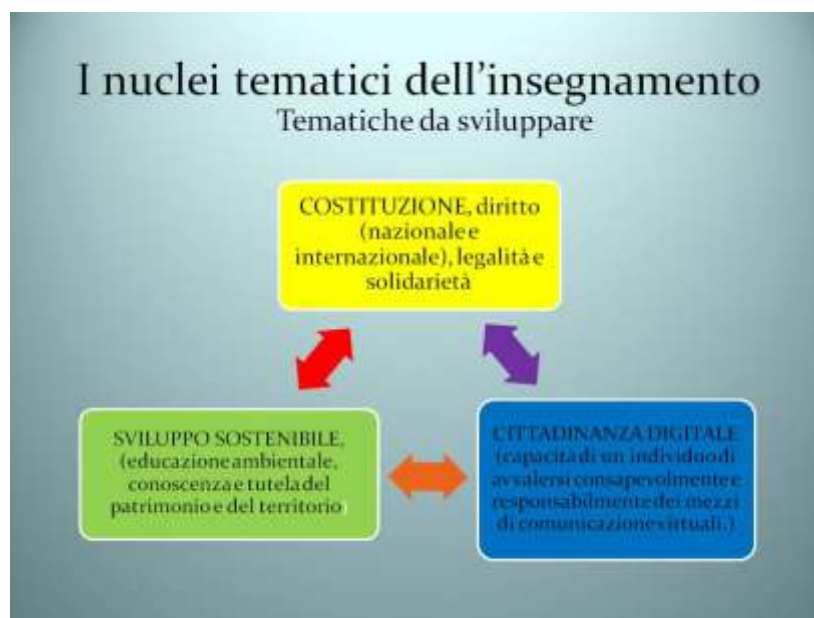 I nuclei tematici dell'insegnamento
Tematiche da sviluppare
COSTITUZIONE, diritto
(nazionale e
internazionale), legalità e
solidarietà
SVILUPPO SOSTENIBILE,
(educazione ambientale,
conoscenza e tutela del
patrimonio e del territorio)
CITTADINANZA DIGITALE
(capacità di un individuo di
avvalersi consapevolmente e
responsabilmente dei mezzi
di comunicazione virtuali.)